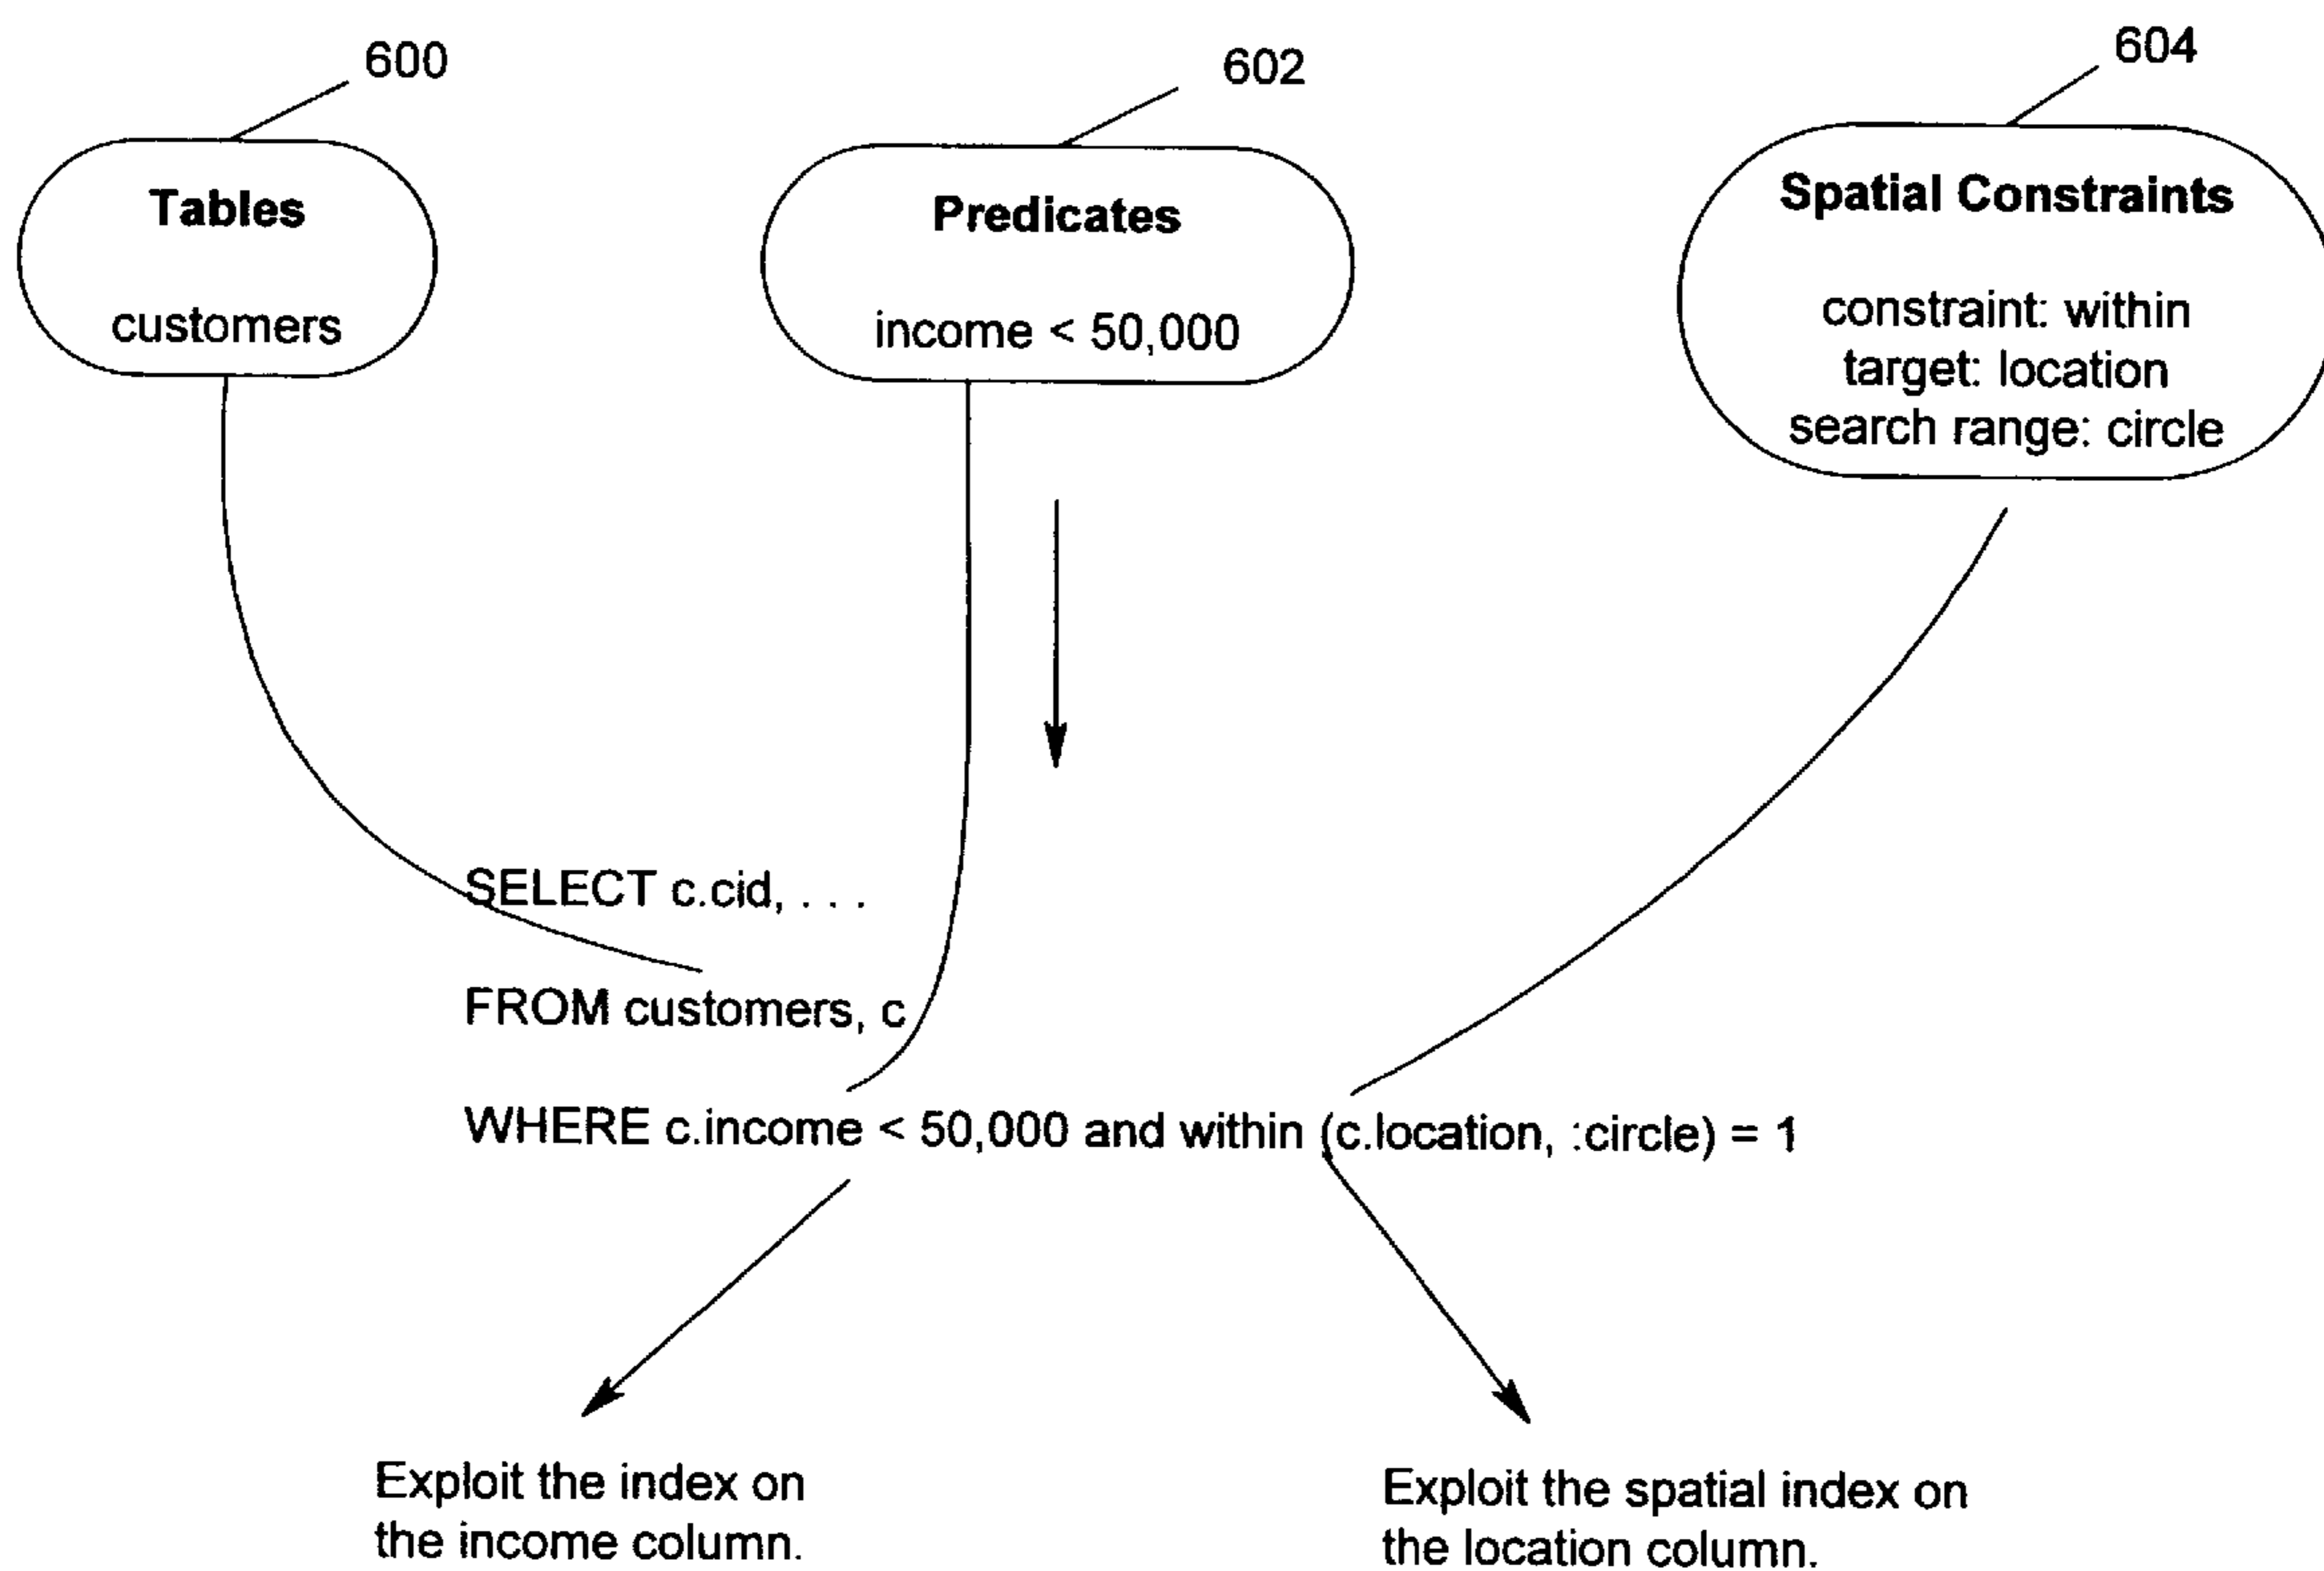 600
602
604
Tables
customers
Predicates
income < 50,000
Spatial Constraints
constraint: within
target: location
search range: circle
SELECT c.cid, . . .
FROM customers, c
WHERE c.income < 50,000 and within (c.location, :circle) = 1
Exploit the index on
the income column.
Exploit the spatial index on
the location column.